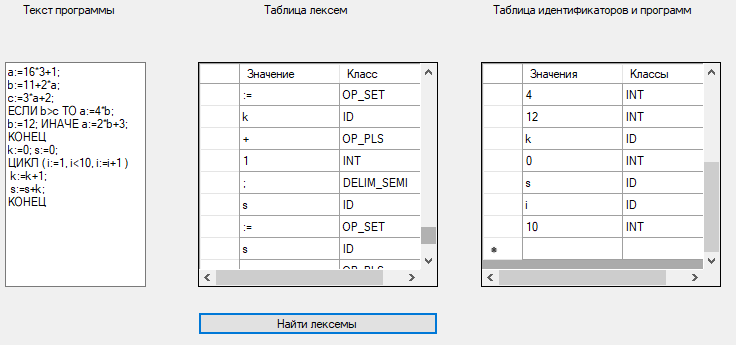 Текст программы
Таблица лексем
Таблица идентификаторов и программ
a:=16*3+1;
b:=11+2*a;
c:=3*a+2;
ЕСЛИ b>c ТО a:=4*b;
b:=12; ИНАЧЕ a:=2*b+3;
КОНЕЦ
k:=0; s:=0;
ЦИКЛ ( i:=1, i<10, i:=i+1 )
k:=k+1;
s:=s+k;
КОНЕЦ
Значение Класс
:= OP_SET
k ID
+ OP_PLS
1 INT
; DELIM_SEMI
s ID
:= OP_SET
s ID
OP_PLS
Значения Классы
4 INT
12 INT
k ID
0 INT
s ID
i ID
10 INT
*
Найти лексемы